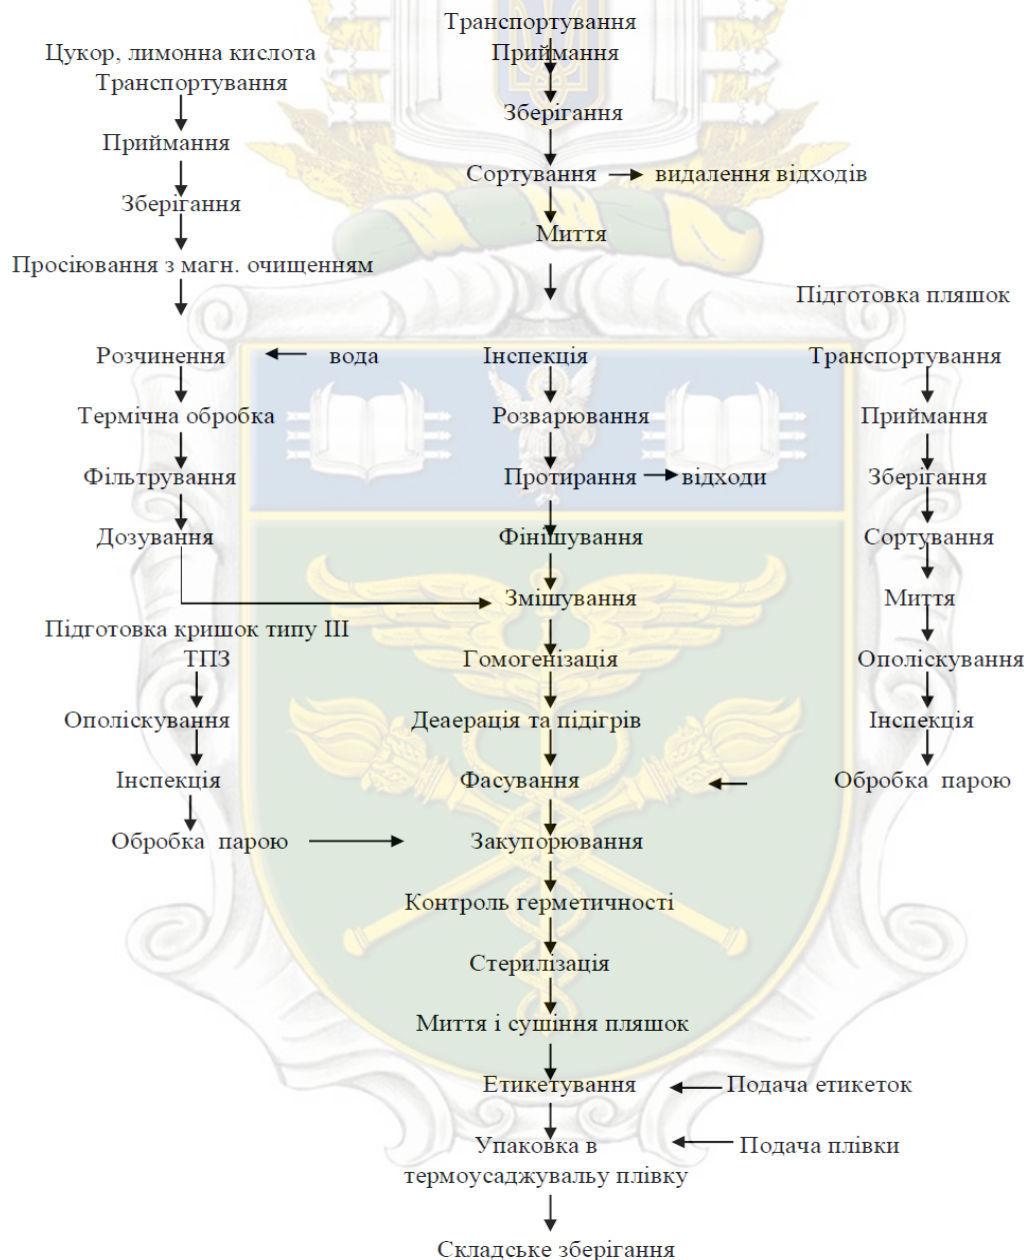 Транспортування
Цукор, лимонна кислота
Приймання
Транспортування
Зберігання
Приймання
Сортування
видалення відходів
Зберігання
Миття
Просіювання з магн. очищенням
Підготовка пляшок
Розчинення
вода
Інспекція
Транспортування
Термічна обробка
Розварювання
Приймання
Фільтрування
Протирання
відходи
Зберігання
Дозування
Фінішування
Сортування
Змішування
Миття
Підготовка кришок типу III
ТПЗ
Гомогенізація
Ополіскування
Ополіскування
Деаерація та підігрів
Інспекція
Інспекція
Фасування
Обробка парою
Обробка парою
Закупорювання
Контроль герметичності
Стерилізація
Миття і сушіння пляшок
Етикетування
Подача етикеток
Упаковка в
Подача плівки
термоусаджувальу плівку
Складське зберігання